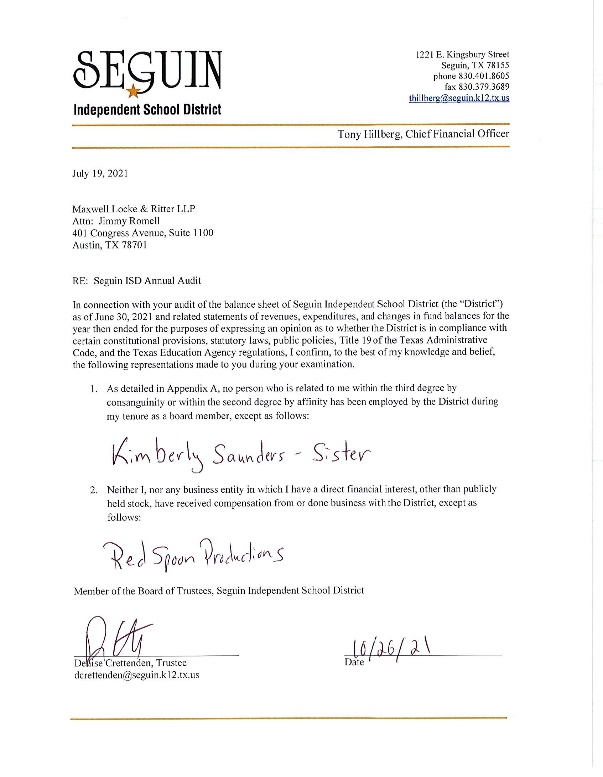 SEGUIN
Independent School District
1221 E. Kingsbury Street
Seguin, TX 78155
phone 830.401.8605
fax 830.379.3689
thillberg@seguin.k12.tx.us
Tony Hillberg, Chief Financial Officer
July 19, 2021
Maxwell Locke & Ritter LLP
Attn: Jimmy Romell
401 Congress Avenue, Suite 1100
Austin, TX 78701
RE: Seguin ISD Annual Audit
In connection with your audit of the balance sheet of Seguin Independent School District (the “District”)
as of June 30, 2021 and related statements of revenues, expenditures, and changes in fund balances for the
year then ended for the purposes of expressing an opinion as to whether the District is in compliance with
certain constitutional provisions, statutory laws, public policies, Title 19 of the Texas Administrative
Code, and the Texas Education Agency regulations, I confirm, to the best of my knowledge and belief,
the following representations made to you during your examination.
1. As detailed in Appendix A, no person who is related to me within the third degree by
consanguinity or within the second degree by affinity has been employed by the District during
my tenure as a board member, except as follows:
Kimberly Saunders - Sister
2. Neither I, nor any business entity in which I have a direct financial interest, other than publicly
held stock, have received compensation from or done business with the District, except as
follows:
Red Spoon Productions
Member of the Board of Trustees, Seguin Independent School District
10/26/21
Denise Crettenden, Trustee
Date
dcrettenden@seguin.k12.tx.us